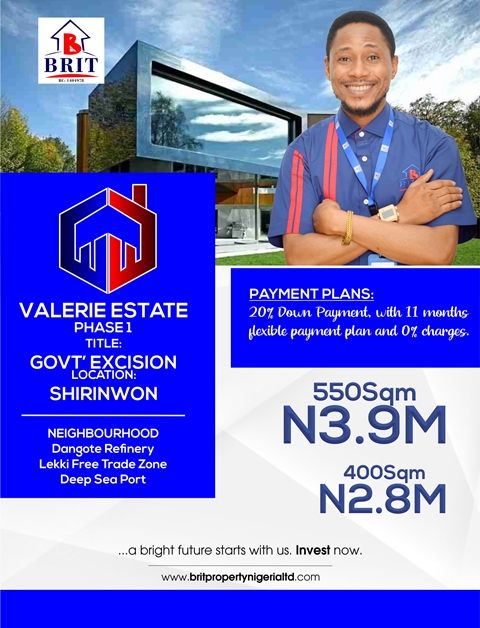 B
BRIT
RC: 1404978
VALERIE ESTATE
PHASE 1
TITLE:
GOVT' EXCISION
LOCATION:
SHIRINWON
NEIGHBOURHOOD
Dangote Refinery
Lekki Free Trade Zone
Deep Sea Port
PAYMENT PLANS:
20% Down Payment, with 11 months
flexible payment plan and 0% charges.
550Sqm
N3.9M
400Sqm
N2.8M
...a bright future starts with us. Invest now.
www.britpropertynigerialtd.com